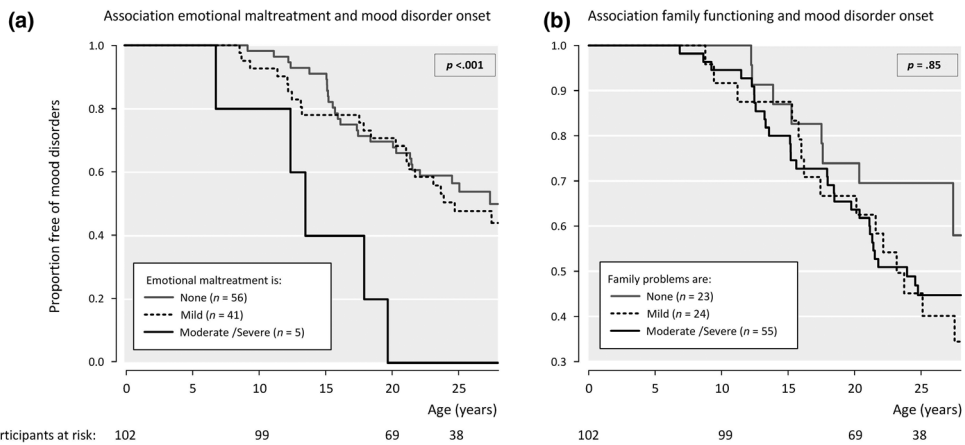 (a) Association emotional maltreatment and mood disorder onset
p <.001
Proportion free of mood disorders
1.0
0.8
0.6
0.4
0.2
0.0
Emotional maltreatment is:
None (n = 56)
Mild (n = 41)
Moderate /Severe (n = 5)
0 5 10 15 20 25
Age (years)
rticipants at risk: 102 99 69 38
(b) Association family functioning and mood disorder onset
p = .85
1.0
0.9
0.8
0.7
0.6
0.5
0.4
0.3
Family problems are:
None (n = 23)
Mild (n = 24)
Moderate/Severe (n = 55)
0 5 10 15 20 25
Age (years)
102 99 69 38